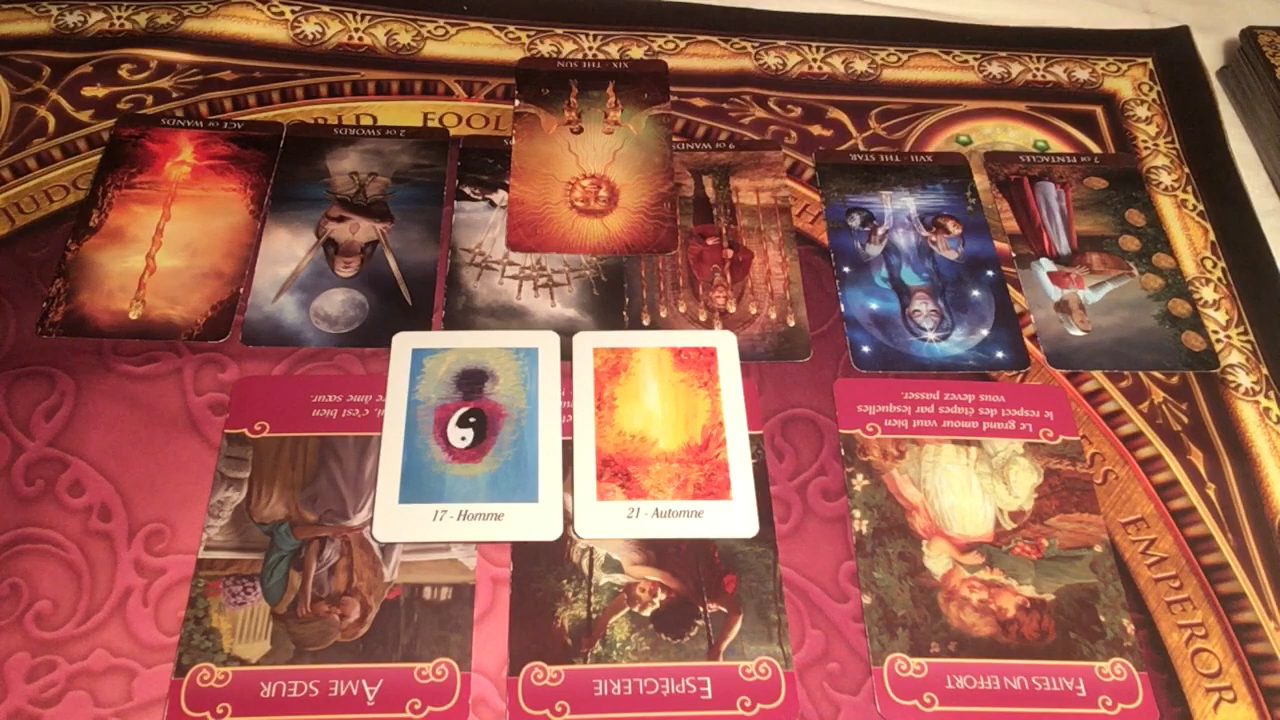 XIX · THE SUN
ACE OF WANDS
2 OF SWORDS
9 OF WANDS
XVII · THE STAR
7 OF PENTACLES
FOOL
EMPEROR
17 - Homme
21 - Automne
c'est bien
âme sœur.
Le grand amour vaut bien
le respect des étapes par lesquelles
vous devez passer.
ÂME SŒUR
ESPIÈGLERIE
FAITES UN EFFORT